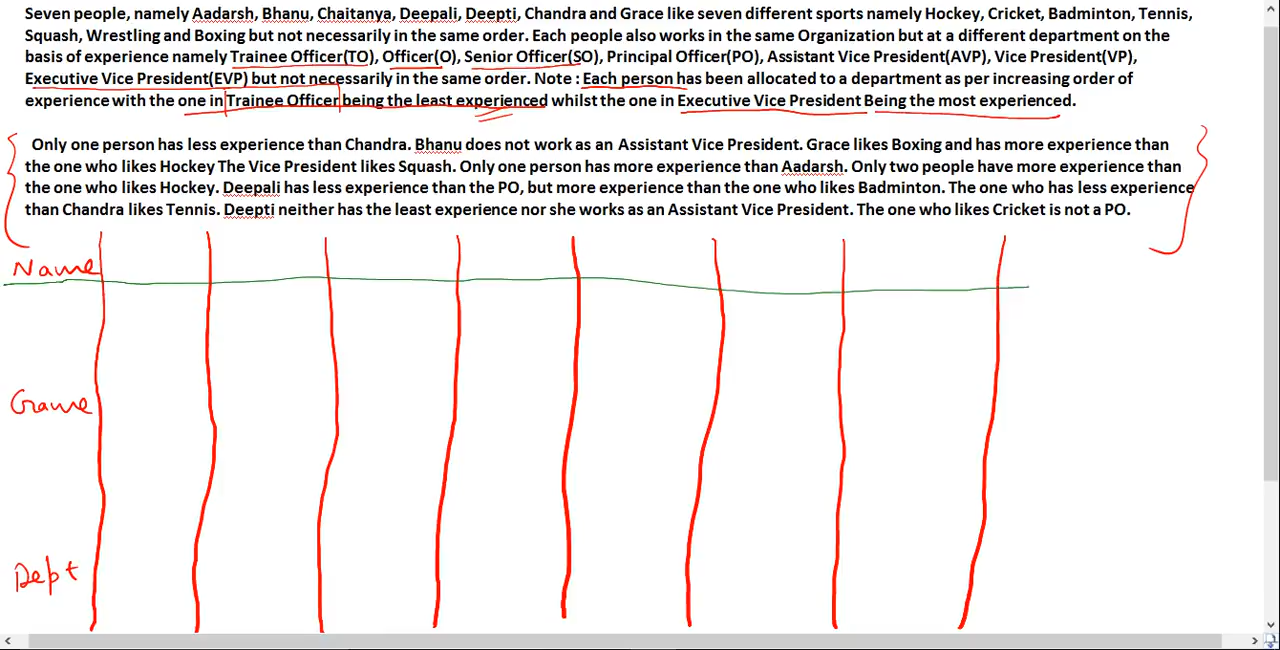 Seven people, namely Aadarsh, Bhanu, Chaitanya, Deepali, Deepti, Chandra and Grace like seven different sports namely Hockey, Cricket, Badminton, Tennis,
Squash, Wrestling and Boxing but not necessarily in the same order. Each people also works in the same Organization but at a different department on the
basis of experience namely Trainee Officer(TO), Officer(O), Senior Officer(SO), Principal Officer(PO), Assistant Vice President(AVP), Vice President(VP),
Executive Vice President(EVP) but not necessarily in the same order. Note : Each person has been allocated to a department as per increasing order of
experience with the one in Trainee Officer being the least experienced whilst the one in Executive Vice President Being the most experienced.
Only one person has less experience than Chandra. Bhanu does not work as an Assistant Vice President. Grace likes Boxing and has more experience than
the one who likes Hockey The Vice President likes Squash. Only one person has more experience than Aadarsh. Only two people have more experience than
the one who likes Hockey. Deepali has less experience than the PO, but more experience than the one who likes Badminton. The one who has less experience
than Chandra likes Tennis. Deepti neither has the least experience nor she works as an Assistant Vice President. The one who likes Cricket is not a PO.
Name
Game
Dept